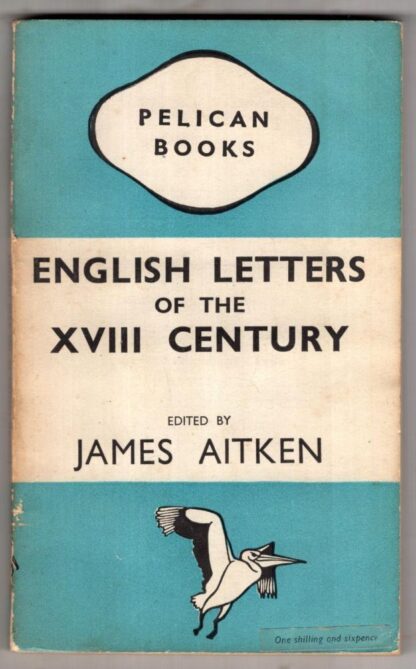 PELICAN
BOOKS
ENGLISH LETTERS
OF THE
XVIII CENTURY
EDITED BY
JAMES AITKEN
One shilling and sixpence